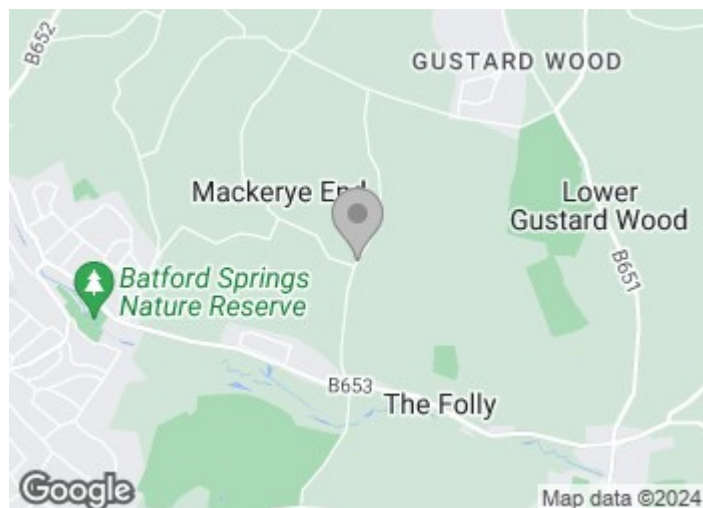 B652
GUSTARD WOOD
Mackerye End
Lower
Gustard Wood
B651
Batford Springs
Nature Reserve
B653
The Folly
Google
Map data ©2024